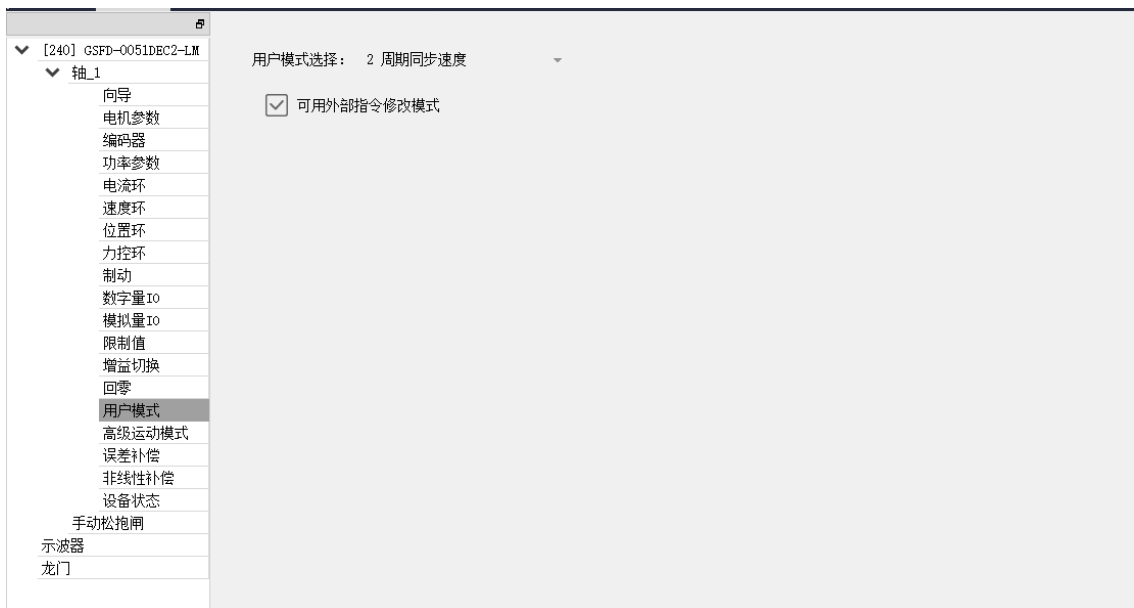 [240] GSFD-0051DEC2-LM
轴_1
向导
电机参数
编码器
功率参数
电流环
速度环
位置环
力控环
制动
数字量IO
模拟量IO
限制值
增益切换
回零
用户模式
高级运动模式
误差补偿
非线性补偿
设备状态
手动松抱闸
示波器
龙门
用户模式选择： 2 周期同步速度
可用外部指令修改模式